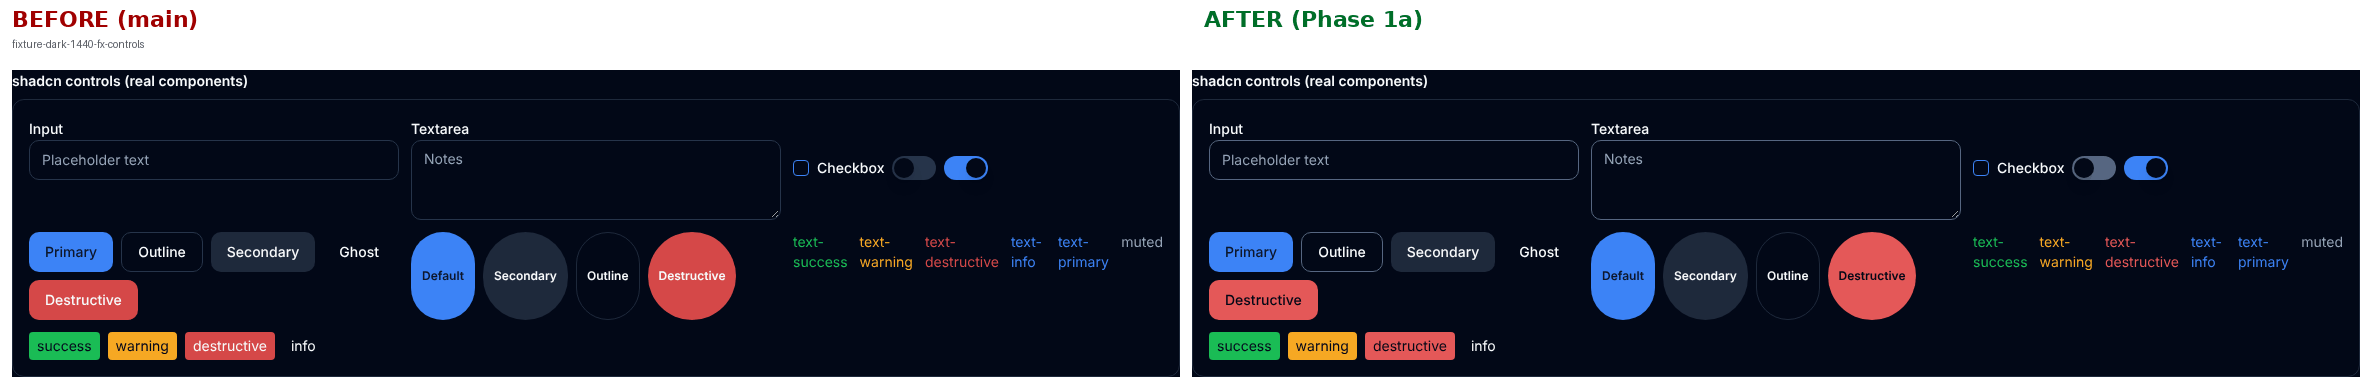 BEFORE (main)
fixture-dark-1440-fx-controls
shadcn controls (real components)
Input
Textarea
Placeholder text
Notes
Checkbox
Primary
Outline
Secondary
Ghost
Default
Secondary
Outline
Destructive
text-success
text-warning
text-destructive
text-info
text-primary
muted
Destructive
success
warning
destructive
info
AFTER (Phase 1a)
shadcn controls (real components)
Input
Textarea
Placeholder text
Notes
Checkbox
Primary
Outline
Secondary
Ghost
Default
Secondary
Outline
Destructive
text-success
text-warning
text-destructive
text-info
text-primary
muted
Destructive
success
warning
destructive
info